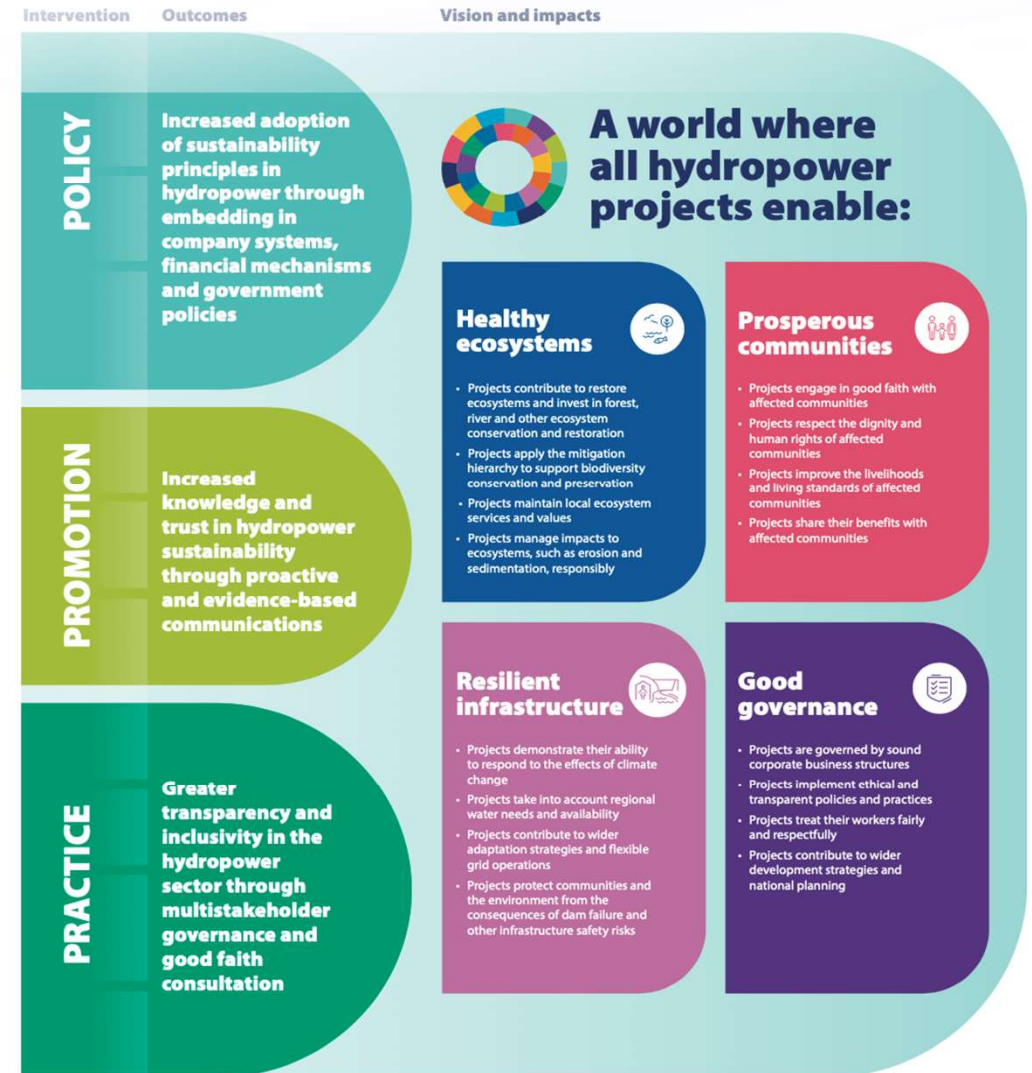 Intervention
Outcomes
Vision and impacts
POLICY
Increased adoption
of sustainability
principles in
hydropower through
embedding in
company systems,
financial mechanisms
and government
policies
PROMOTION
Increased
knowledge and
trust in hydropower
sustainability
through proactive
and evidence-based
communications
PRACTICE
Greater
transparency and
inclusivity in the
hydropower
sector through
multistakeholder
governance and
good faith
consultation
A world where
all hydropower
projects enable:
Healthy
ecosystems
• Projects contribute to restore
ecosystems and invest in forest,
river and other ecosystem
conservation and restoration
• Projects apply the mitigation
hierarchy to support biodiversity
conservation and preservation
• Projects maintain local ecosystem
services and values
• Projects manage impacts to
ecosystems, such as erosion and
sedimentation, responsibly
Prosperous
communities
• Projects engage in good faith with
affected communities
• Projects respect the dignity and
human rights of affected
communities
• Projects improve the livelihoods
and living standards of affected
communities
• Projects share their benefits with
affected communities
Resilient
infrastructure
• Projects demonstrate their ability
to respond to the effects of climate
change
• Projects take into account regional
water needs and availability
• Projects contribute to wider
adaptation strategies and flexible
grid operations
• Projects protect communities and
the environment from the
consequences of dam failure and
other infrastructure safety risks
Good
governance
• Projects are governed by sound
corporate business structures
• Projects implement ethical and
transparent policies and practices
• Projects treat their workers fairly
and respectfully
• Projects contribute to wider
development strategies and
national planning